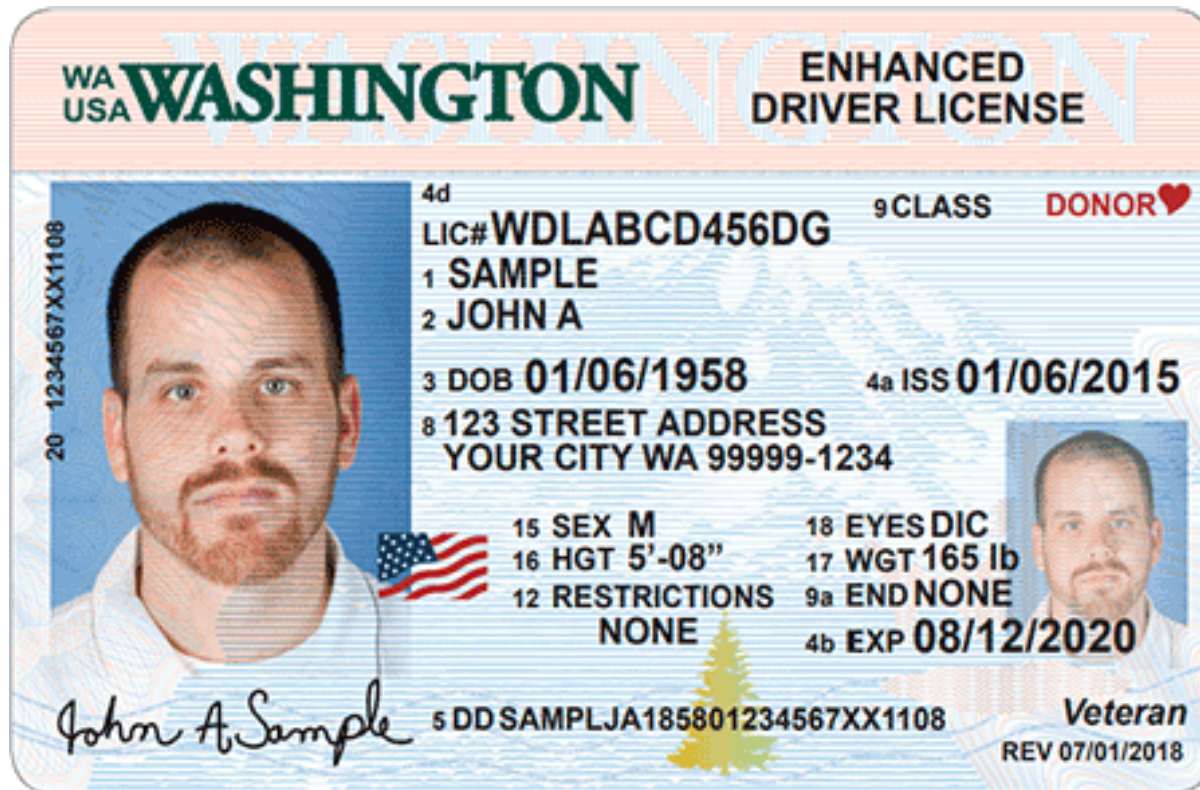 WA
USA WASHINGTON
ENHANCED
DRIVER LICENSE
20 1234567XX1108
4d
LIC# WDLABCD456DG
9 CLASS
DONOR
1 SAMPLE
2 JOHN A
3 DOB 01/06/1958
4a ISS 01/06/2015
8 123 STREET ADDRESS
YOUR CITY WA 99999-1234
15 SEX M
18 EYES DIC
16 HGT 5'-08"
17 WGT 165 lb
12 RESTRICTIONS
NONE
9a END NONE
4b EXP 08/12/2020
John A Sample
5 DD SAMPLJA185801234567XX1108
Veteran
REV 07/01/2018
WASHINGTON